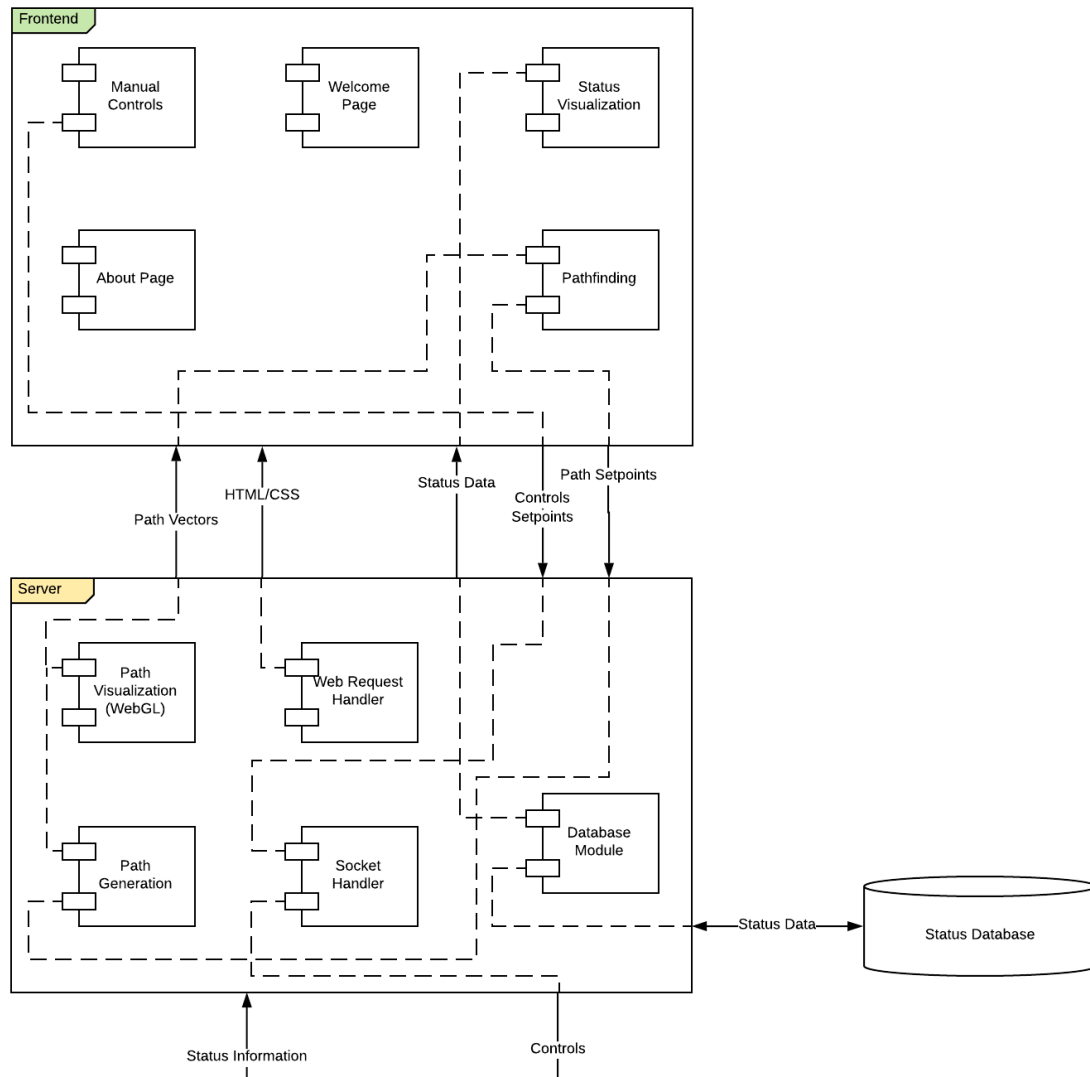 Frontend
Manual
Controls
Welcome
Page
Status
Visualization
About Page
Pathfinding
Path Vectors
HTML/CSS
Status Data
Controls
Setpoints
Path Setpoints
Server
Path
Visualization
(WebGL)
Web Request
Handler
Path
Generation
Socket
Handler
Database
Module
Status Data
Status Database
Status Information
Controls